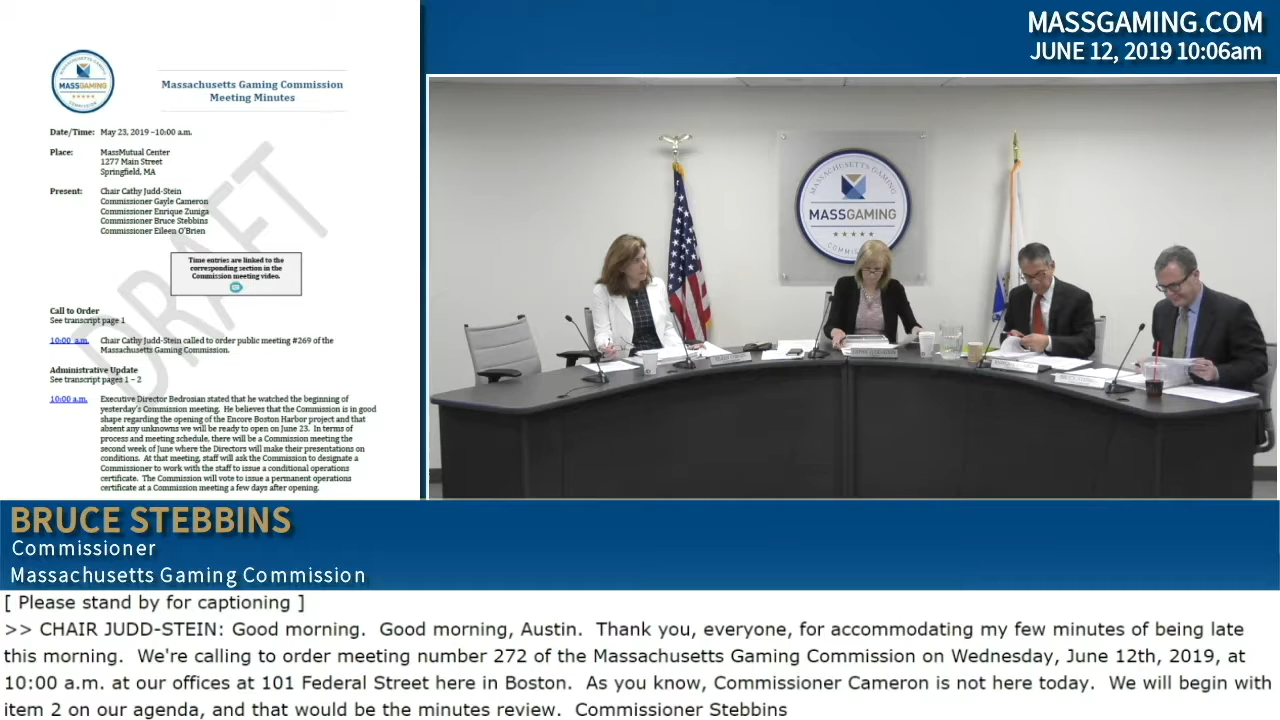 MASSGAMING.COM
JUNE 12, 2019 10:06am
MASSACHUSETTS GAMING
MASSGAMING
COMMISSION
Massachusetts Gaming Commission
Meeting Minutes
Date/Time: May 23, 2019 –10:00 a.m.
Place: MassMutual Center
1277 Main Street
Springfield, MA
Present: Chair Cathy Judd-Stein
Commissioner Gayle Cameron
Commissioner Enrique Zuniga
Commissioner Bruce Stebbins
Commissioner Eileen O'Brien
DRAFT
Time entries are linked to the
corresponding section in the
Commission meeting video.
Call to Order
See transcript page 1
10:00 a.m. Chair Cathy Judd-Stein called to order public meeting #269 of the
Massachusetts Gaming Commission.
Administrative Update
See transcript pages 1 – 2
10:00 a.m. Executive Director Bedrosian stated that he watched the beginning of
yesterday's Commission meeting. He believes that the Commission is in good
shape regarding the opening of the Encore Boston Harbor project and that
absent any unknowns we will be ready to open on June 23. In terms of
process and meeting schedule, there will be a Commission meeting the
second week of June where the Directors will make their presentations on
conditions. At that meeting, staff will ask the Commission to designate a
Commissioner to work with the staff to issue a conditional operations
certificate. The Commission will vote to issue a permanent operations
certificate at a Commission meeting a few days after opening.
MASSACHUSETTS GAMING
MASSGAMING
BRUCE STEBBINS
Commissioner
Massachusetts Gaming Commission
[ Please stand by for captioning ]
>> CHAIR JUDD-STEIN: Good morning. Good morning, Austin. Thank you, everyone, for accommodating my few minutes of being late
this morning. We're calling to order meeting number 272 of the Massachusetts Gaming Commission on Wednesday, June 12th, 2019, at
10:00 a.m. at our offices at 101 Federal Street here in Boston. As you know, Commissioner Cameron is not here today. We will begin with
item 2 on our agenda, and that would be the minutes review. Commissioner Stebbins